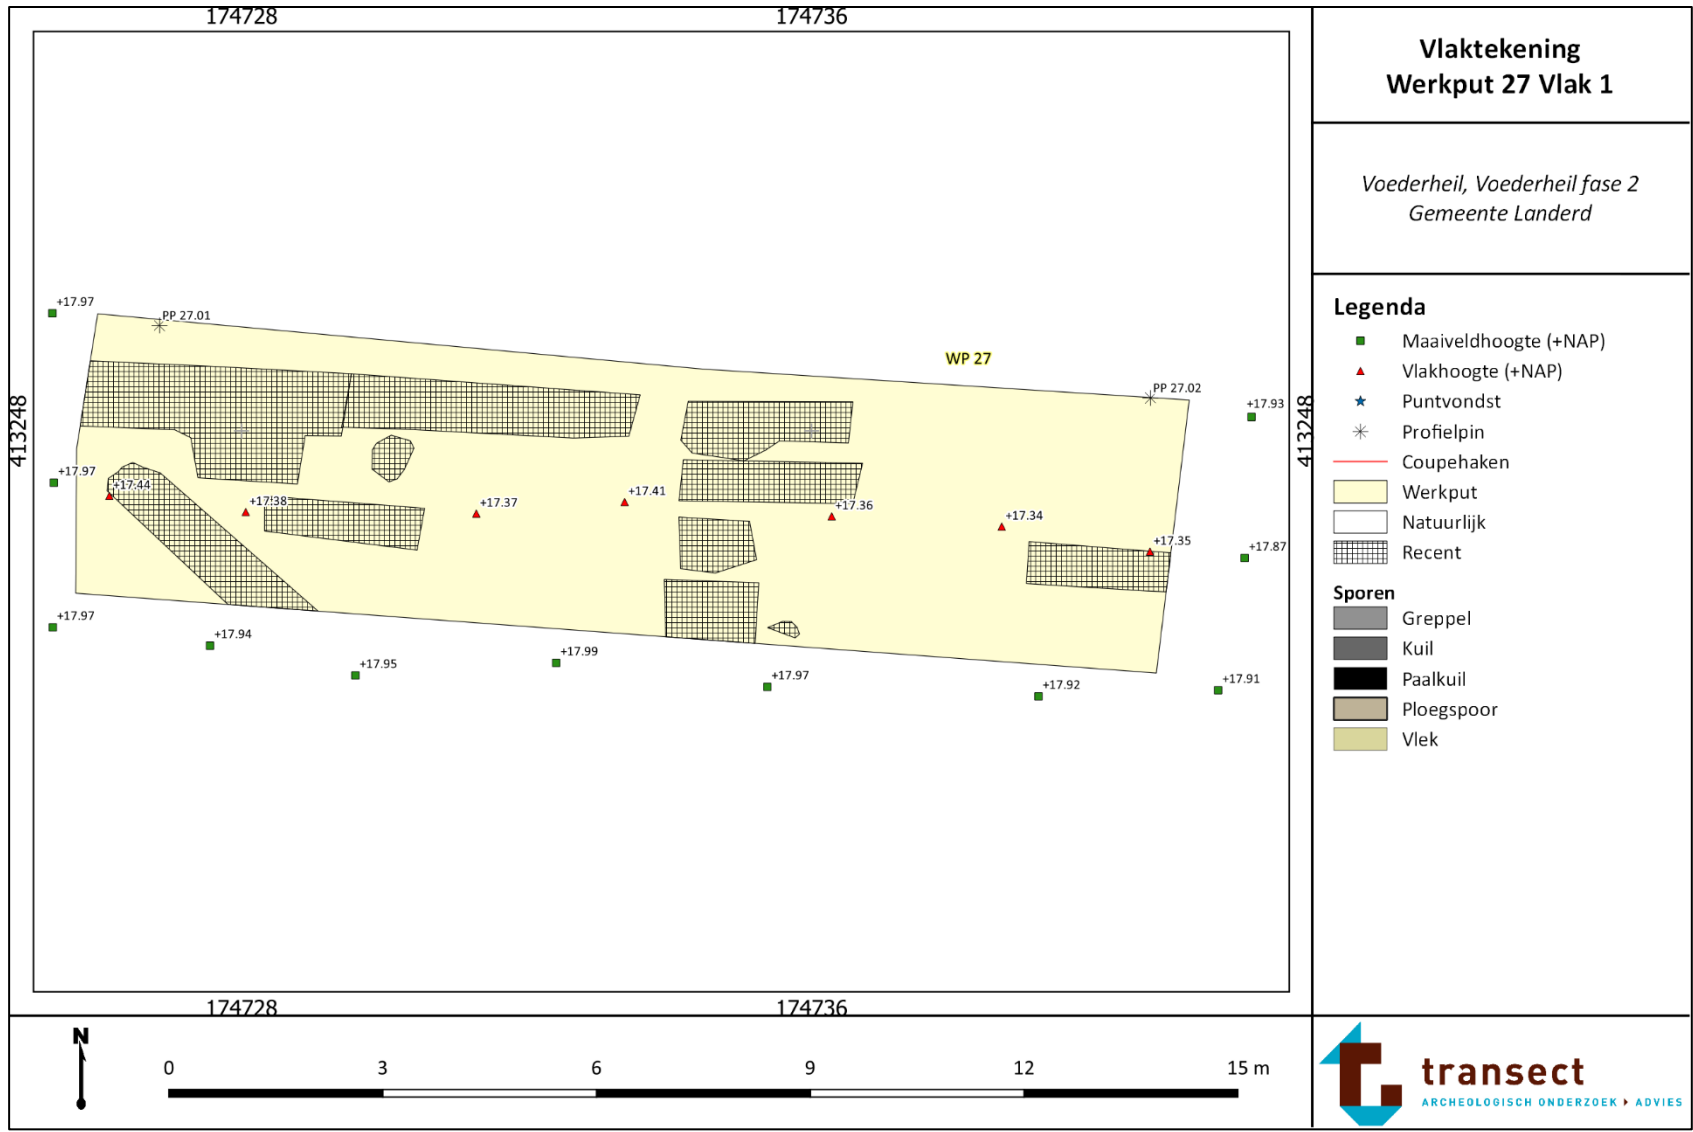 174728
174736
413248
413248
+17.97
PP 27.01
WP 27
PP 27.02
+17.93
+17.97
+17.44
+17.38
+17.37
+17.41
+17.36
+17.34
+17.35
+17.87
+17.97
+17.94
+17.95
+17.99
+17.97
+17.92
+17.91
174728
174736
N
0 3 6 9 12 15 m
Vlaktekening
Werkput 27 Vlak 1
Voederheil, Voederheil fase 2
Gemeente Landerd
Legenda
Maaiveldhoogte (+NAP)
Vlakhoogte (+NAP)
Puntvondst
Profielpin
Coupehaken
Werkput
Natuurlijk
Recent
Sporen
Greppel
Kuil
Paalkuil
Ploegspoor
Vlek
transect
ARCHEOLOGISCH ONDERZOEK ADVIES